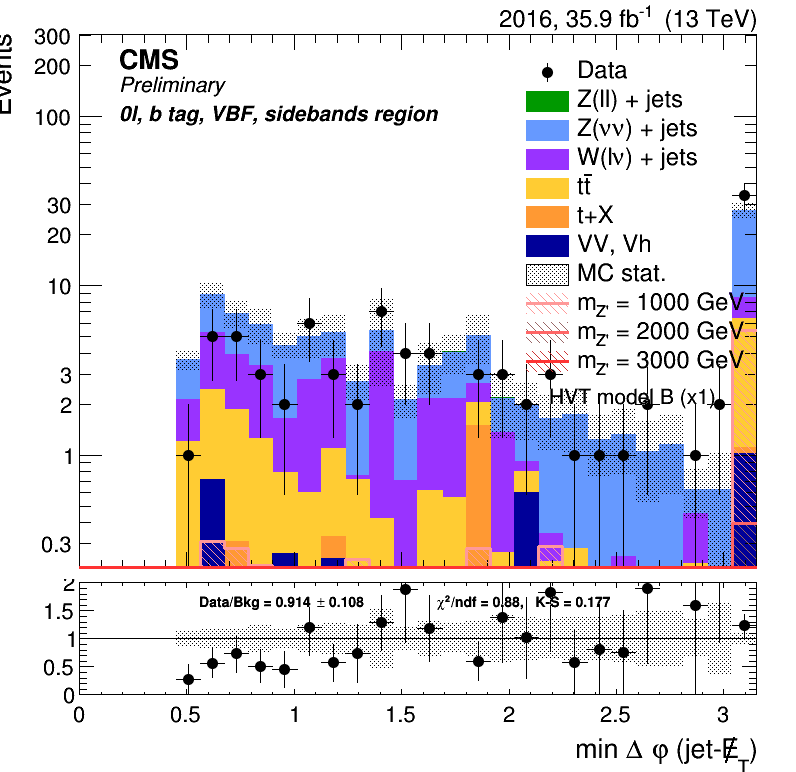 2016, 35.9 fb⁻¹ (13 TeV)
Events
300
200
100
30
20
10
3
2
1
0.3
CMS
Preliminary
0l, b tag, VBF, sidebands region
Data
Z(ll) + jets
Z(νν) + jets
W(lν) + jets
tt̄
t+X
VV, Vh
MC stat.
m_Z' = 1000 GeV
m_Z' = 2000 GeV
m_Z' = 3000 GeV
HVT model B (x1)
2
1.5
1
0.5
0
Data/Bkg = 0.914 ± 0.108
χ²/ndf = 0.88, K-S = 0.177
0 0.5 1 1.5 2 2.5 3
min Δ φ (jet-E̸_T)